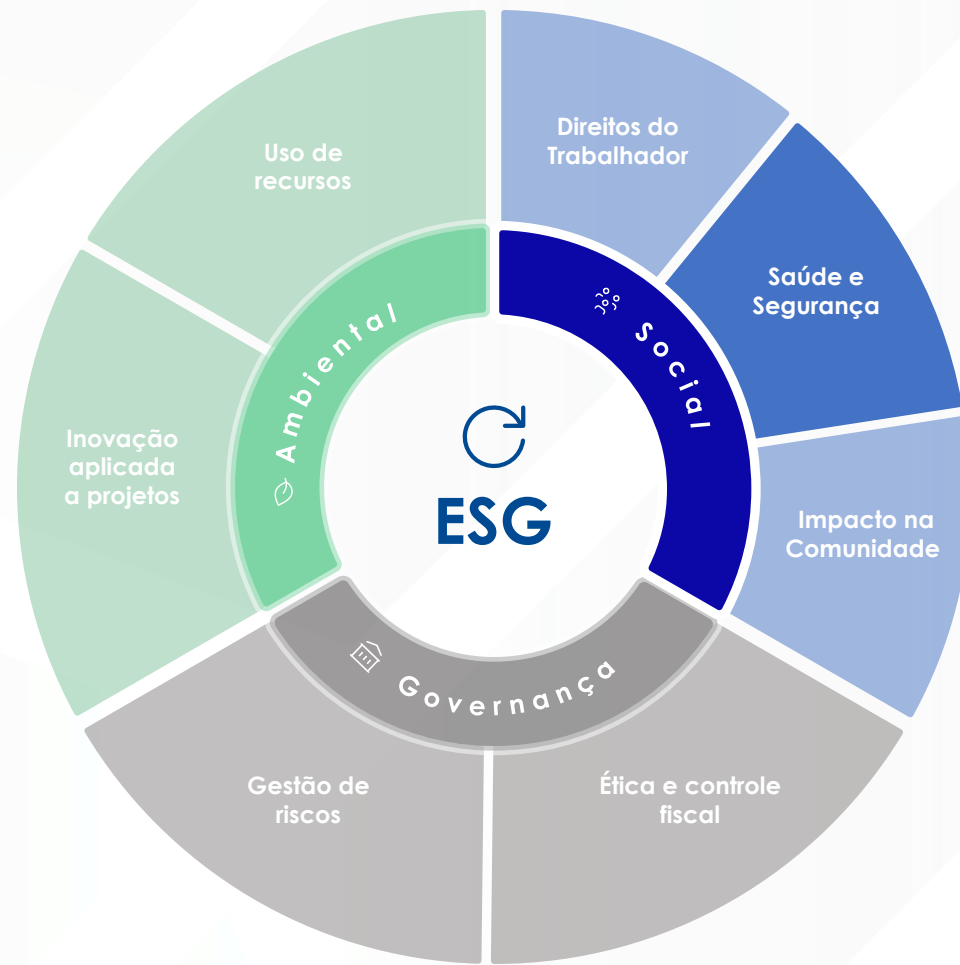 Uso de
recursos
Direitos do
Trabalhador
Saúde e
Segurança
Ambiental
Social
Inovação
aplicada
a projetos
ESG
Impacto na
Comunidade
Governança
Gestão de
riscos
Ética e controle
fiscal